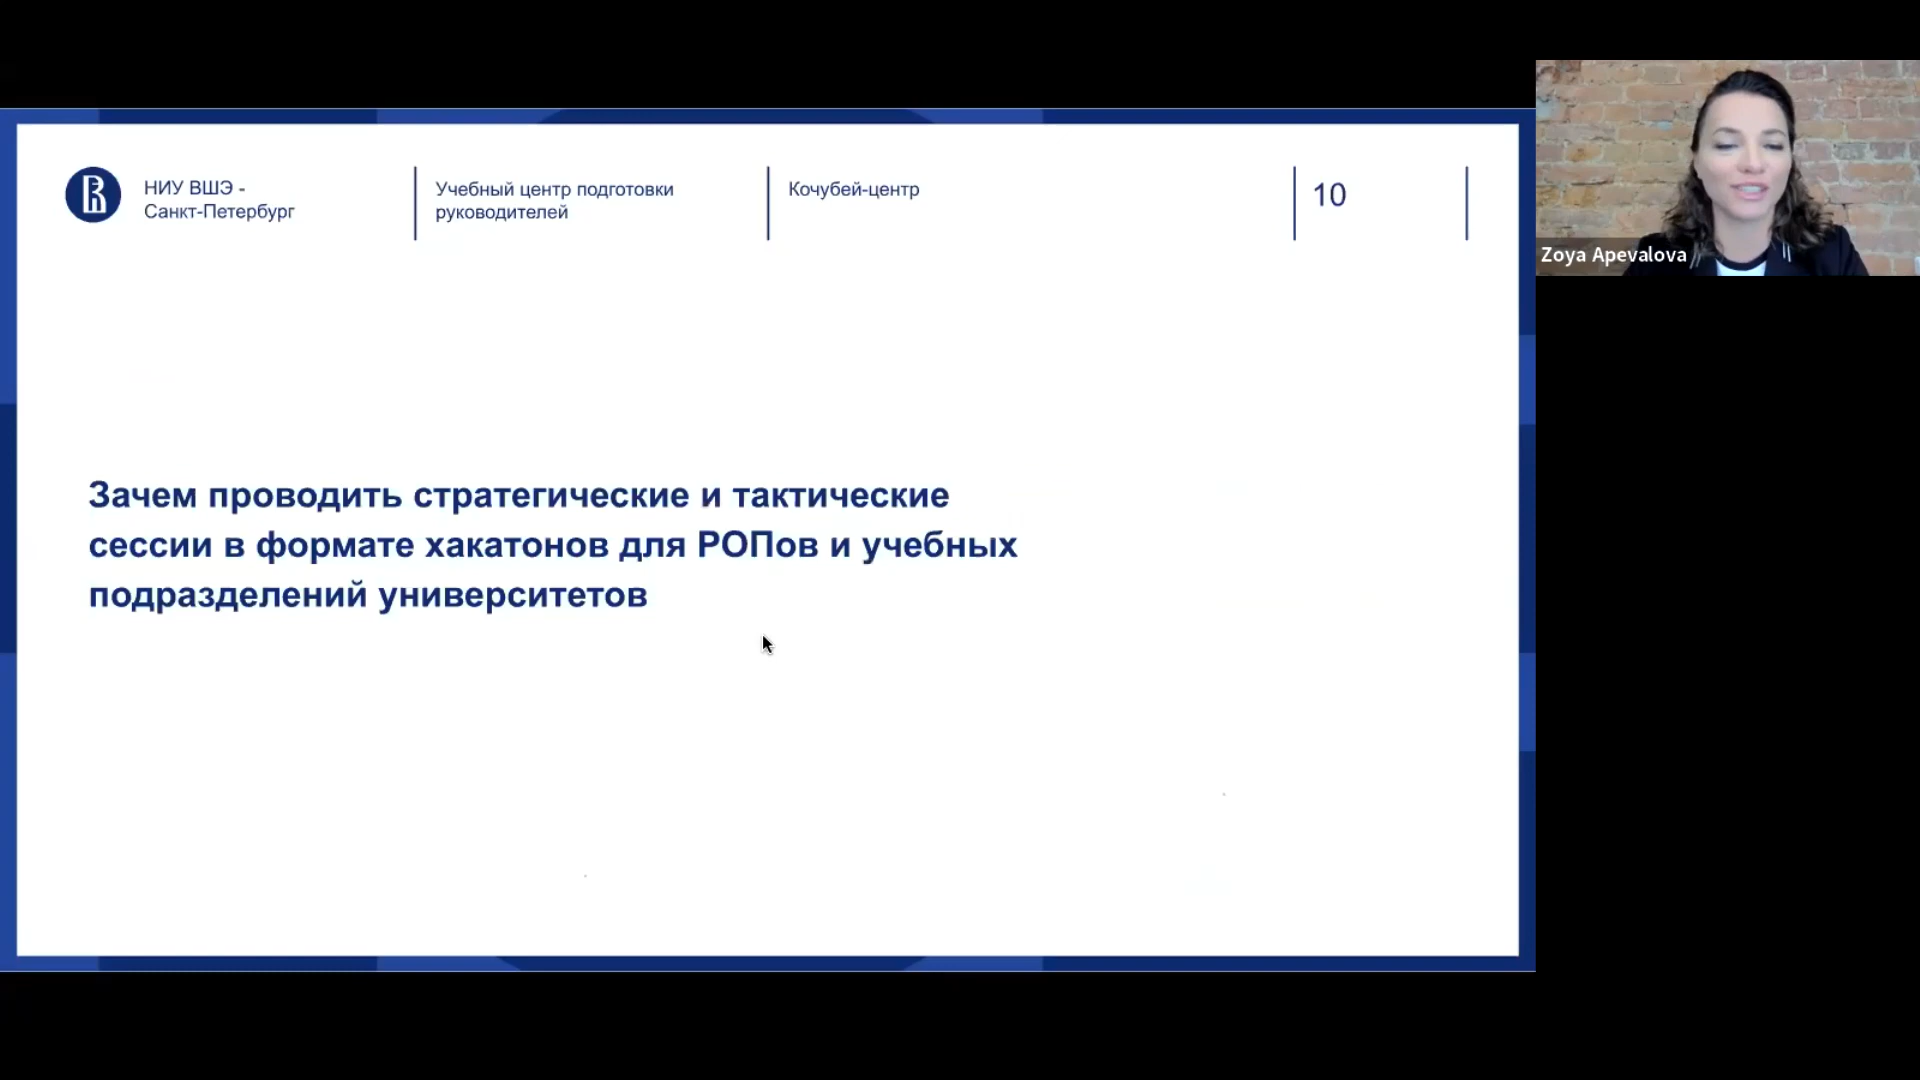 НИУ ВШЭ -
Санкт-Петербург
Учебный центр подготовки
руководителей
Кочубей-центр
10
Zoya Apevalova
Зачем проводить стратегические и тактические
сессии в формате хакатонов для РОПов и учебных
подразделений университетов